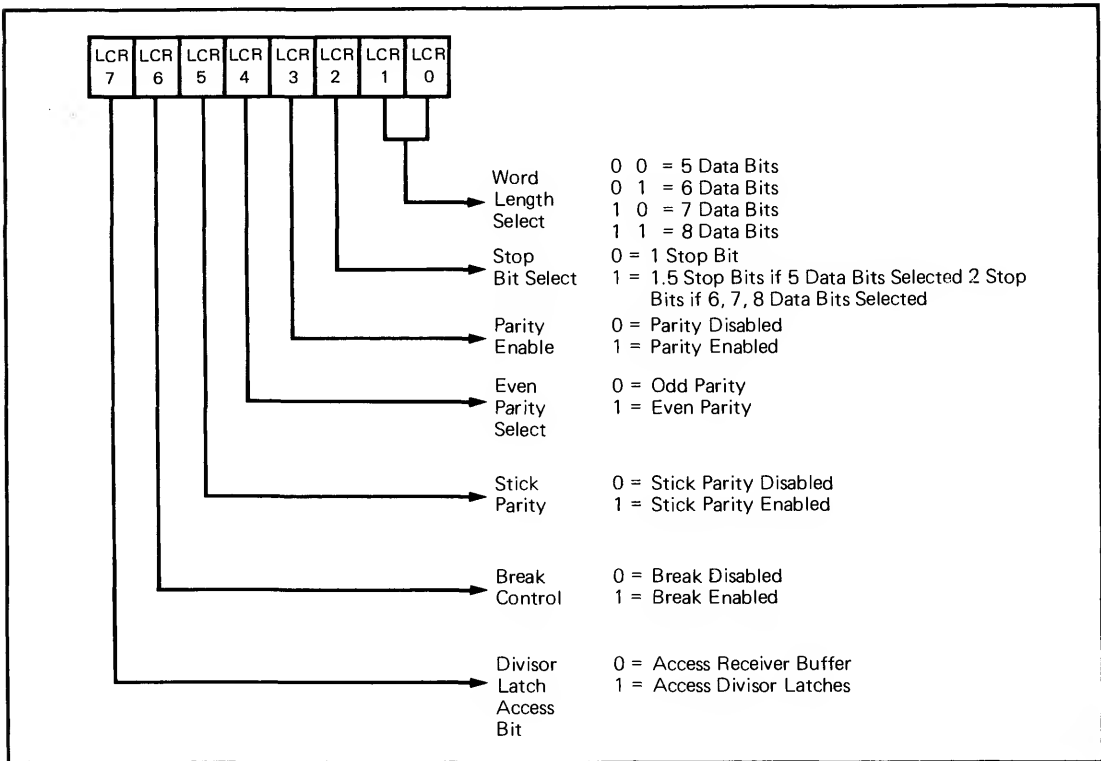 LCR 7 LCR 6 LCR 5 LCR 4 LCR 3 LCR 2 LCR 1 LCR 0
Word Length Select
0 0 = 5 Data Bits
0 1 = 6 Data Bits
1 0 = 7 Data Bits
1 1 = 8 Data Bits
Stop Bit Select
0 = 1 Stop Bit
1 = 1.5 Stop Bits if 5 Data Bits Selected 2 Stop
Bits if 6, 7, 8 Data Bits Selected
Parity Enable
0 = Parity Disabled
1 = Parity Enabled
Even Parity Select
0 = Odd Parity
1 = Even Parity
Stick Parity
0 = Stick Parity Disabled
1 = Stick Parity Enabled
Break Control
0 = Break Disabled
1 = Break Enabled
Divisor Latch Access Bit
0 = Access Receiver Buffer
1 = Access Divisor Latches